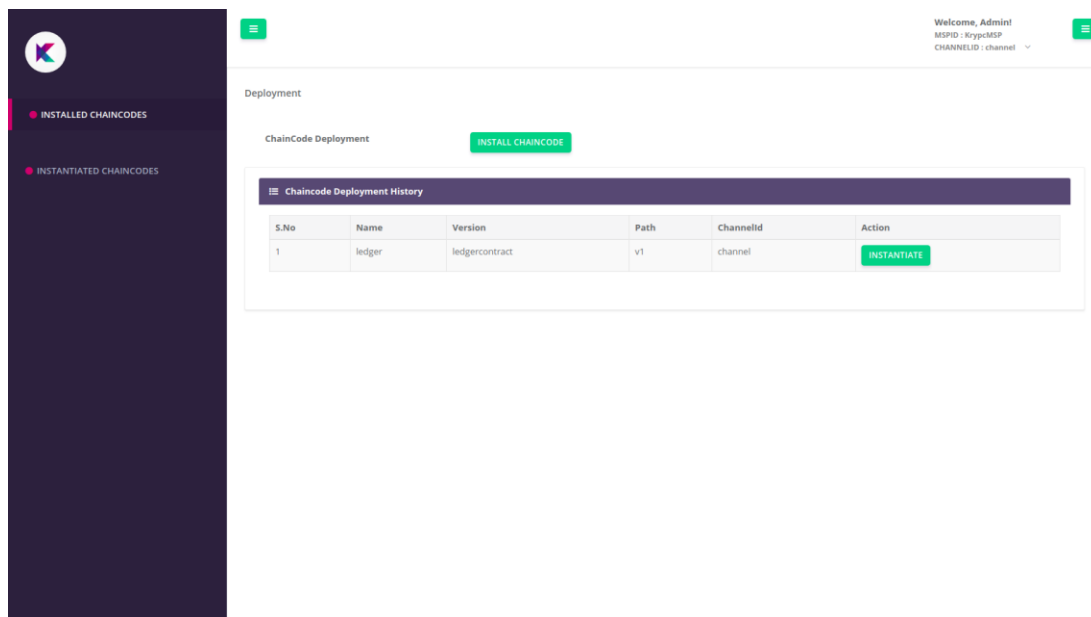 Welcome, Admin!
MSPID : KrypcMSP
CHANNELID : channel
INSTALLED CHAINCODES
INSTANTIATED CHAINCODES
Deployment
ChainCode Deployment INSTALL CHAINCODE
Chaincode Deployment History
S.No Name Version Path ChannelId Action
1 ledger ledgercontract v1 channel INSTANTIATE